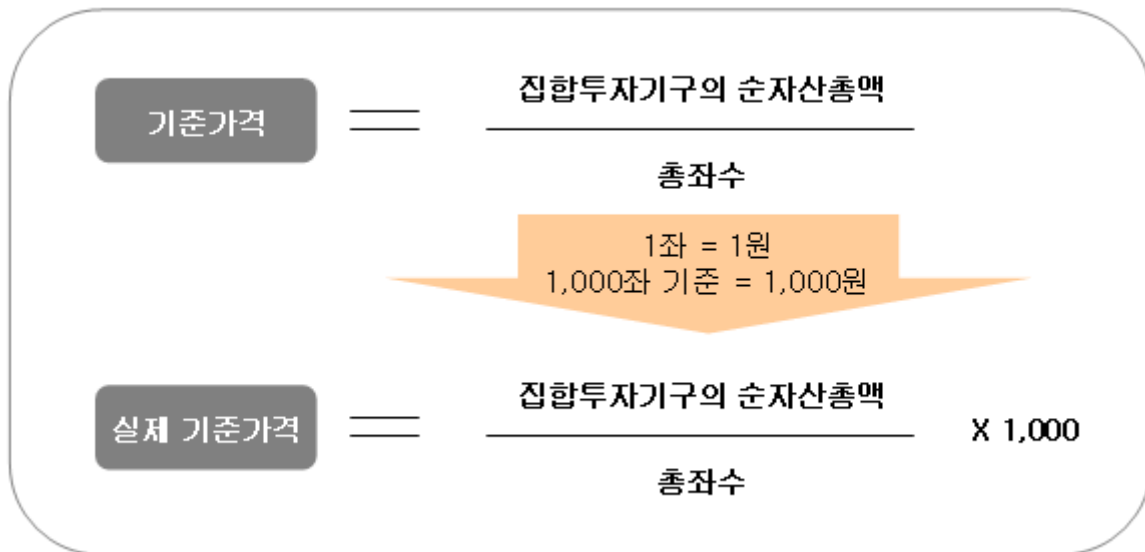 집합투자기구의 순자산총액
기준가격
총좌수
1좌 = 1원
1,000좌 기준 = 1,000원
집합투자기구의 순자산총액
실제 기준가격
X 1,000
총좌수